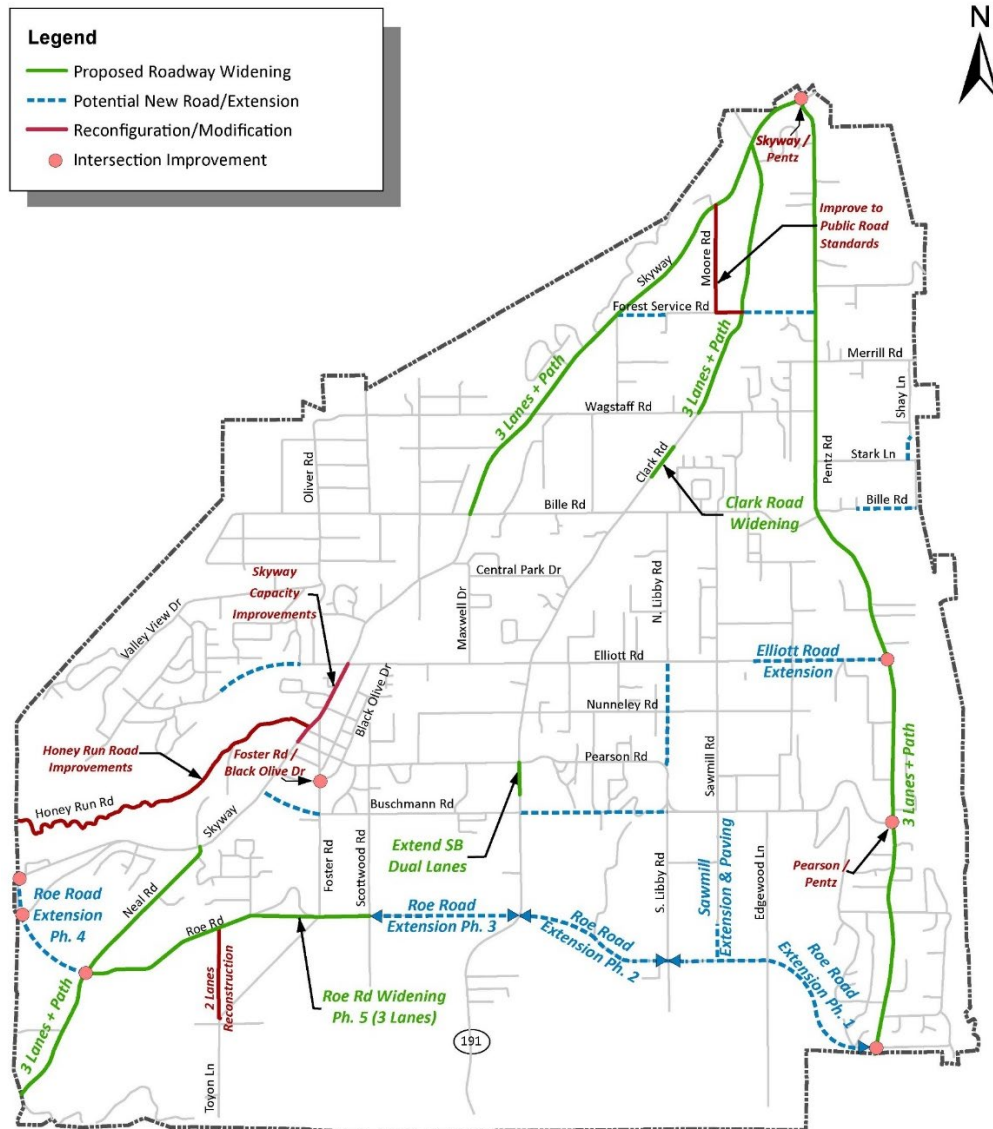 Legend
Proposed Roadway Widening
Potential New Road/Extension
Reconfiguration/Modification
Intersection Improvement
N
Skyway /
Pentz
Improve to
Public Road
Standards
Moore Rd
Skyway
Forest Service Rd
3 Lanes + Path
3 Lanes + Path
Merrill Rd
Shay Ln
Wagstaff Rd
Pentz Rd
Clark Rd
Stark Ln
Oliver Rd
Bille Rd
Bille Rd
Clark Road
Widening
Skyway
Capacity
Improvements
Central Park Dr
Maxwell Dr
N. Libby Rd
Valley View Dr
Elliott Rd
Elliott Road
Extension
Black Olive Dr
Nunneley Rd
Honey Run Road
Improvements
Foster Rd /
Black Olive Dr
Pearson Rd
Sawmill Rd
3 Lanes + Path
Honey Run Rd
Skyway
Buschmann Rd
Extend SB
Dual Lanes
Foster Rd
Scottwood Rd
S. Libby Rd
Sawmill
Extension & Paving
Edgewood Ln
Pearson /
Pentz
Roe Road
Extension
Ph. 4
Neal Rd
Roe Rd
Roe Road
Extension Ph. 3
Roe Road
Extension Ph. 2
Roe Road
Extension Ph. 1
2 Lanes
Reconstruction
Roe Rd Widening
Ph. 5 (3 Lanes)
3 Lanes + Path
191
Toyon Ln